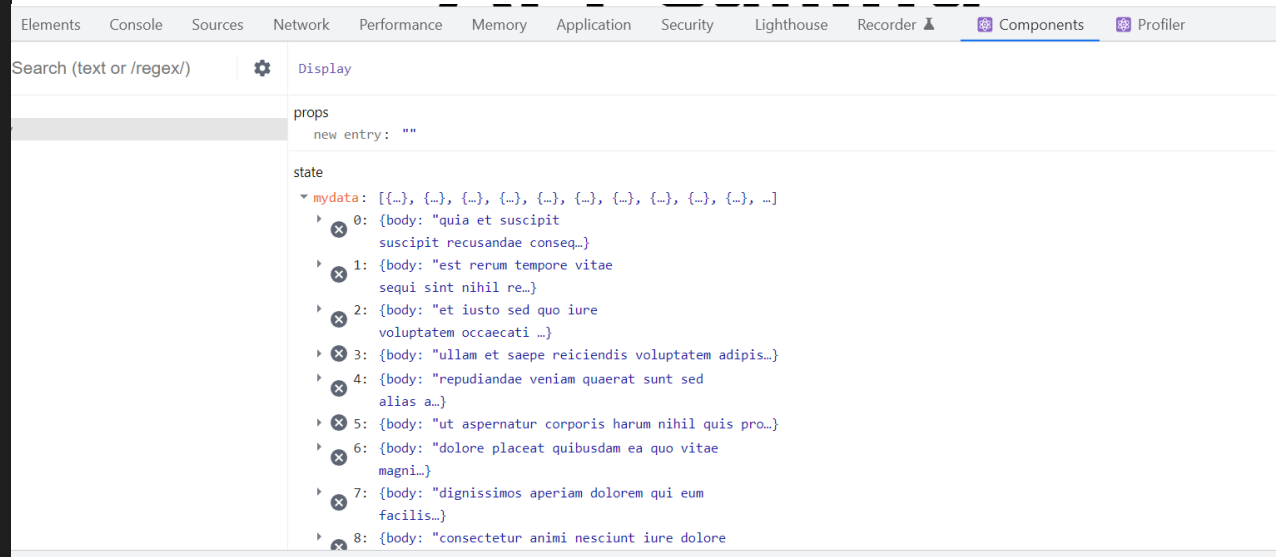 Elements Console Sources Network Performance Memory Application Security Lighthouse Recorder Components Profiler
Search (text or /regex/)
Display
props
new entry: ""
state
mydata: [{…}, {…}, {…}, {…}, {…}, {…}, {…}, {…}, {…}, {…}, …]
0: {body: "quia et suscipit
suscipit recusandae conseq…}
1: {body: "est rerum tempore vitae
sequi sint nihil re…}
2: {body: "et iusto sed quo iure
voluptatem occaecati …}
3: {body: "ullam et saepe reiciendis voluptatem adipis…}
4: {body: "repudiandae veniam quaerat sunt sed
alias a…}
5: {body: "ut aspernatur corporis harum nihil quis pro…}
6: {body: "dolore placeat quibusdam ea quo vitae
magni…}
7: {body: "dignissimos aperiam dolorem qui eum
facilis…}
8: {body: "consectetur animi nesciunt iure dolore